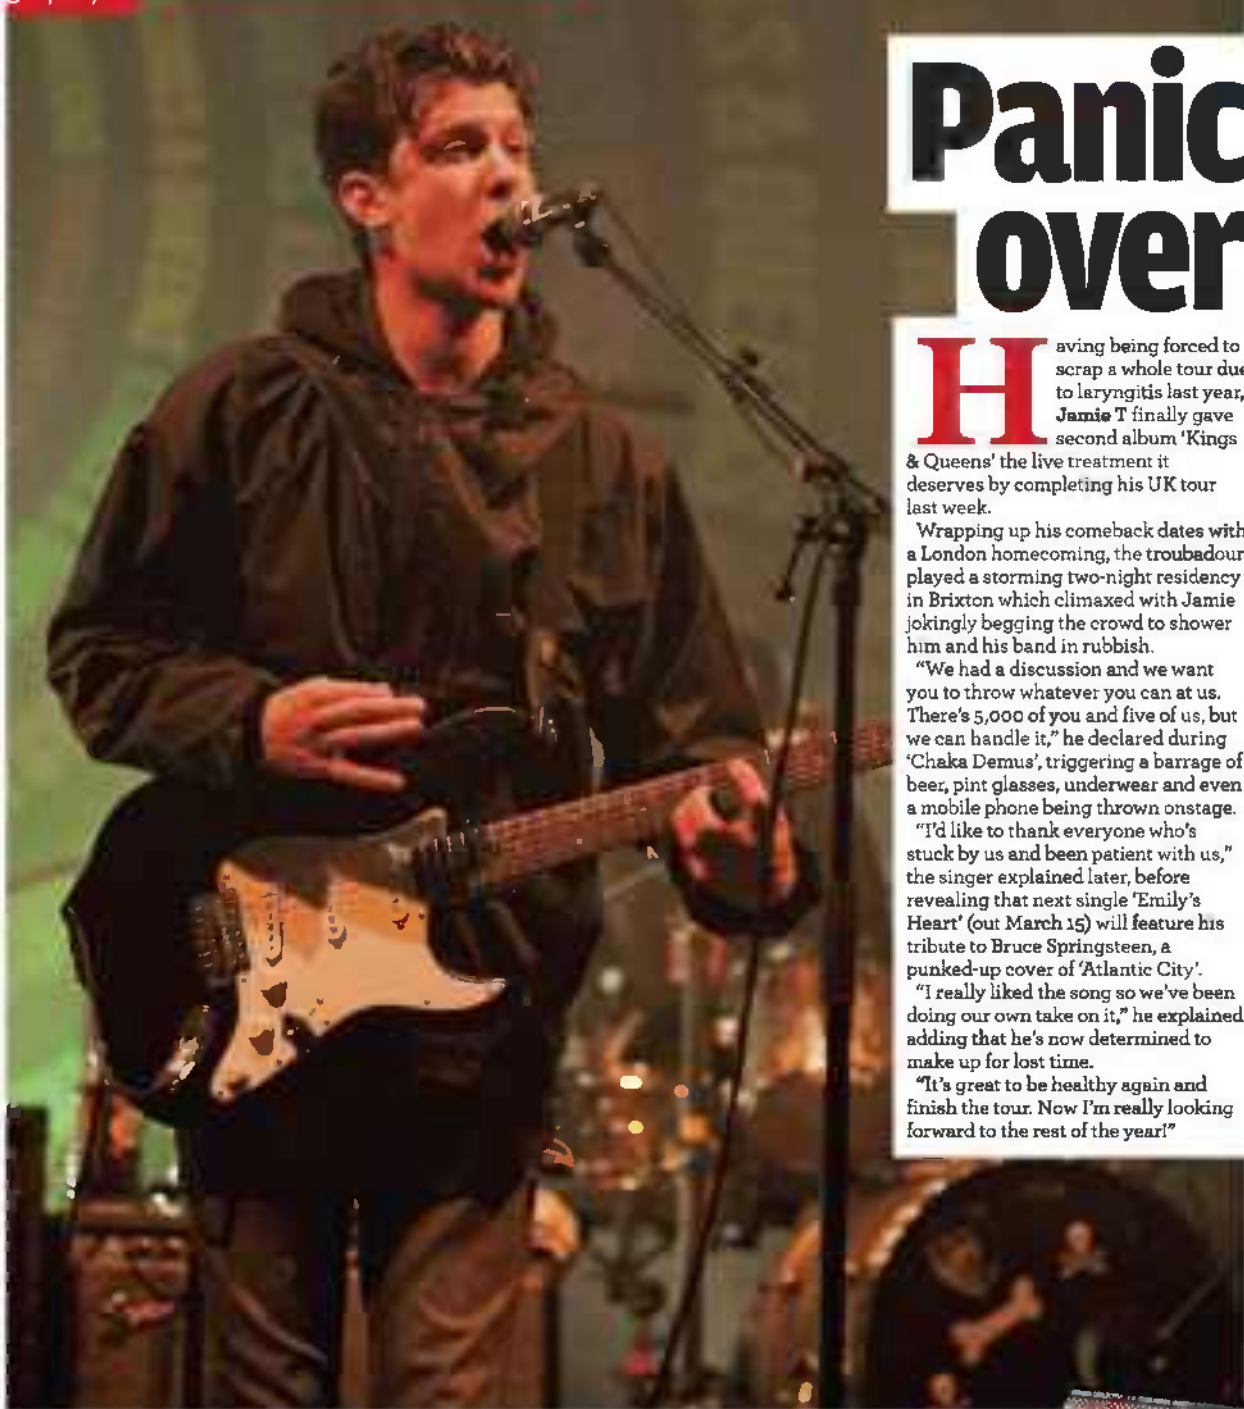 Panic
over
Having being forced to
scrap a whole tour due
to laryngitis last year,
Jamie T finally gave
second album 'Kings
& Queens' the live treatment it
deserves by completing his UK tour
last week.
Wrapping up his comeback dates with
a London homecoming, the troubadour
played a storming two-night residency
in Brixton which climaxed with Jamie
jokingly begging the crowd to shower
him and his band in rubbish.
"We had a discussion and we want
you to throw whatever you can at us.
There's 5,000 of you and five of us, but
we can handle it," he declared during
'Chaka Demus', triggering a barrage of
beer, pint glasses, underwear and even
a mobile phone being thrown onstage.
"I'd like to thank everyone who's
stuck by us and been patient with us,"
the singer explained later, before
revealing that next single 'Emily's
Heart' (out March 15) will feature his
tribute to Bruce Springsteen, a
punked-up cover of 'Atlantic City'.
"I really liked the song so we've been
doing our own take on it," he explained
adding that he's now determined to
make up for lost time.
"It's great to be healthy again and
finish the tour. Now I'm really looking
forward to the rest of the year!"